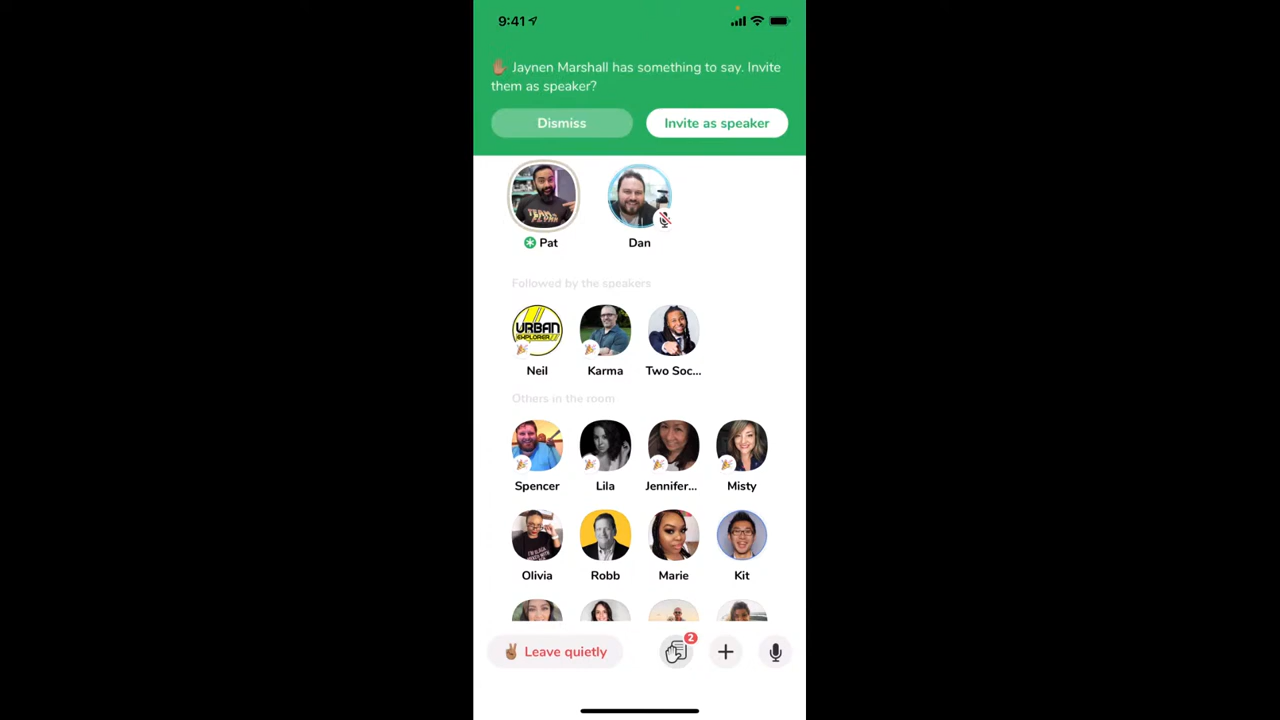 9:41
Jaynen Marshall has something to say. Invite
them as speaker?
Dismiss
Invite as speaker
Pat
Dan
Followed by the speakers
URBAN
EXPLORER
Neil
Karma
Two Soc...
Others in the room
Spencer
Lila
Jennifer...
Misty
Olivia
Robb
Marie
Kit
Leave quietly
2